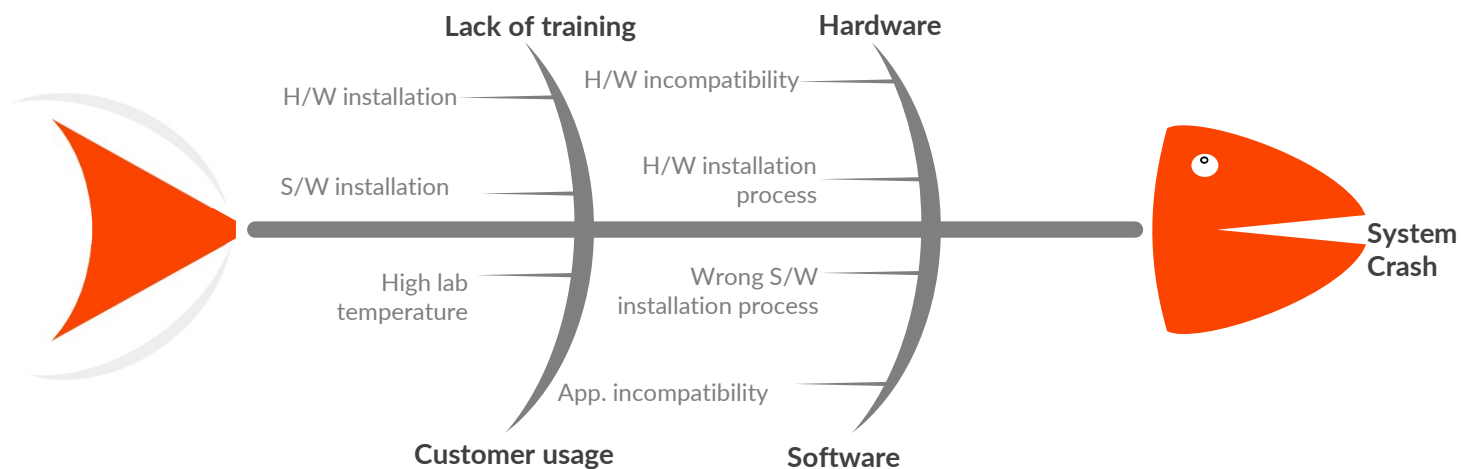 Lack of training
Hardware
H/W installation
H/W incompatibility
S/W installation
H/W installation
process
System
Crash
High lab
temperature
Wrong S/W
installation process
App. incompatibility
Customer usage
Software